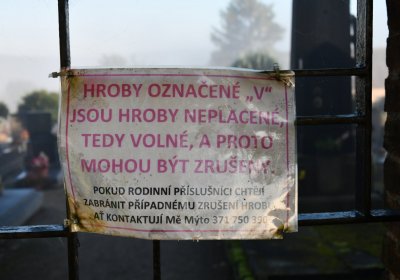 HROBY OZNAČENÉ „V“
JSOU HROBY NEPLACENÉ,
TEDY VOLNÉ, A PROTO
MOHOU BÝT ZRUŠENY.
POKUD RODINNÍ PŘÍSLUŠNÍCI CHTĚJÍ
ZABRÁNIT PŘÍPADNÉMU ZRUŠENÍ HROBU,
AŤ KONTAKTUJÍ MěÚ Mýto 371 750 390